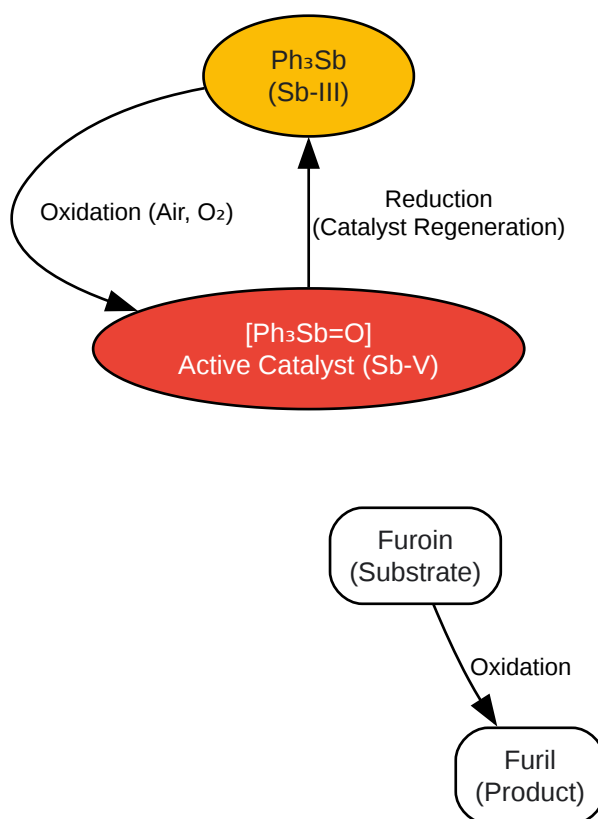 Ph₃Sb
(Sb-III)
Oxidation (Air, O₂)
Reduction
(Catalyst Regeneration)
[Ph₃Sb=O]
Active Catalyst (Sb-V)
Furoin
(Substrate)
Oxidation
Furil
(Product)